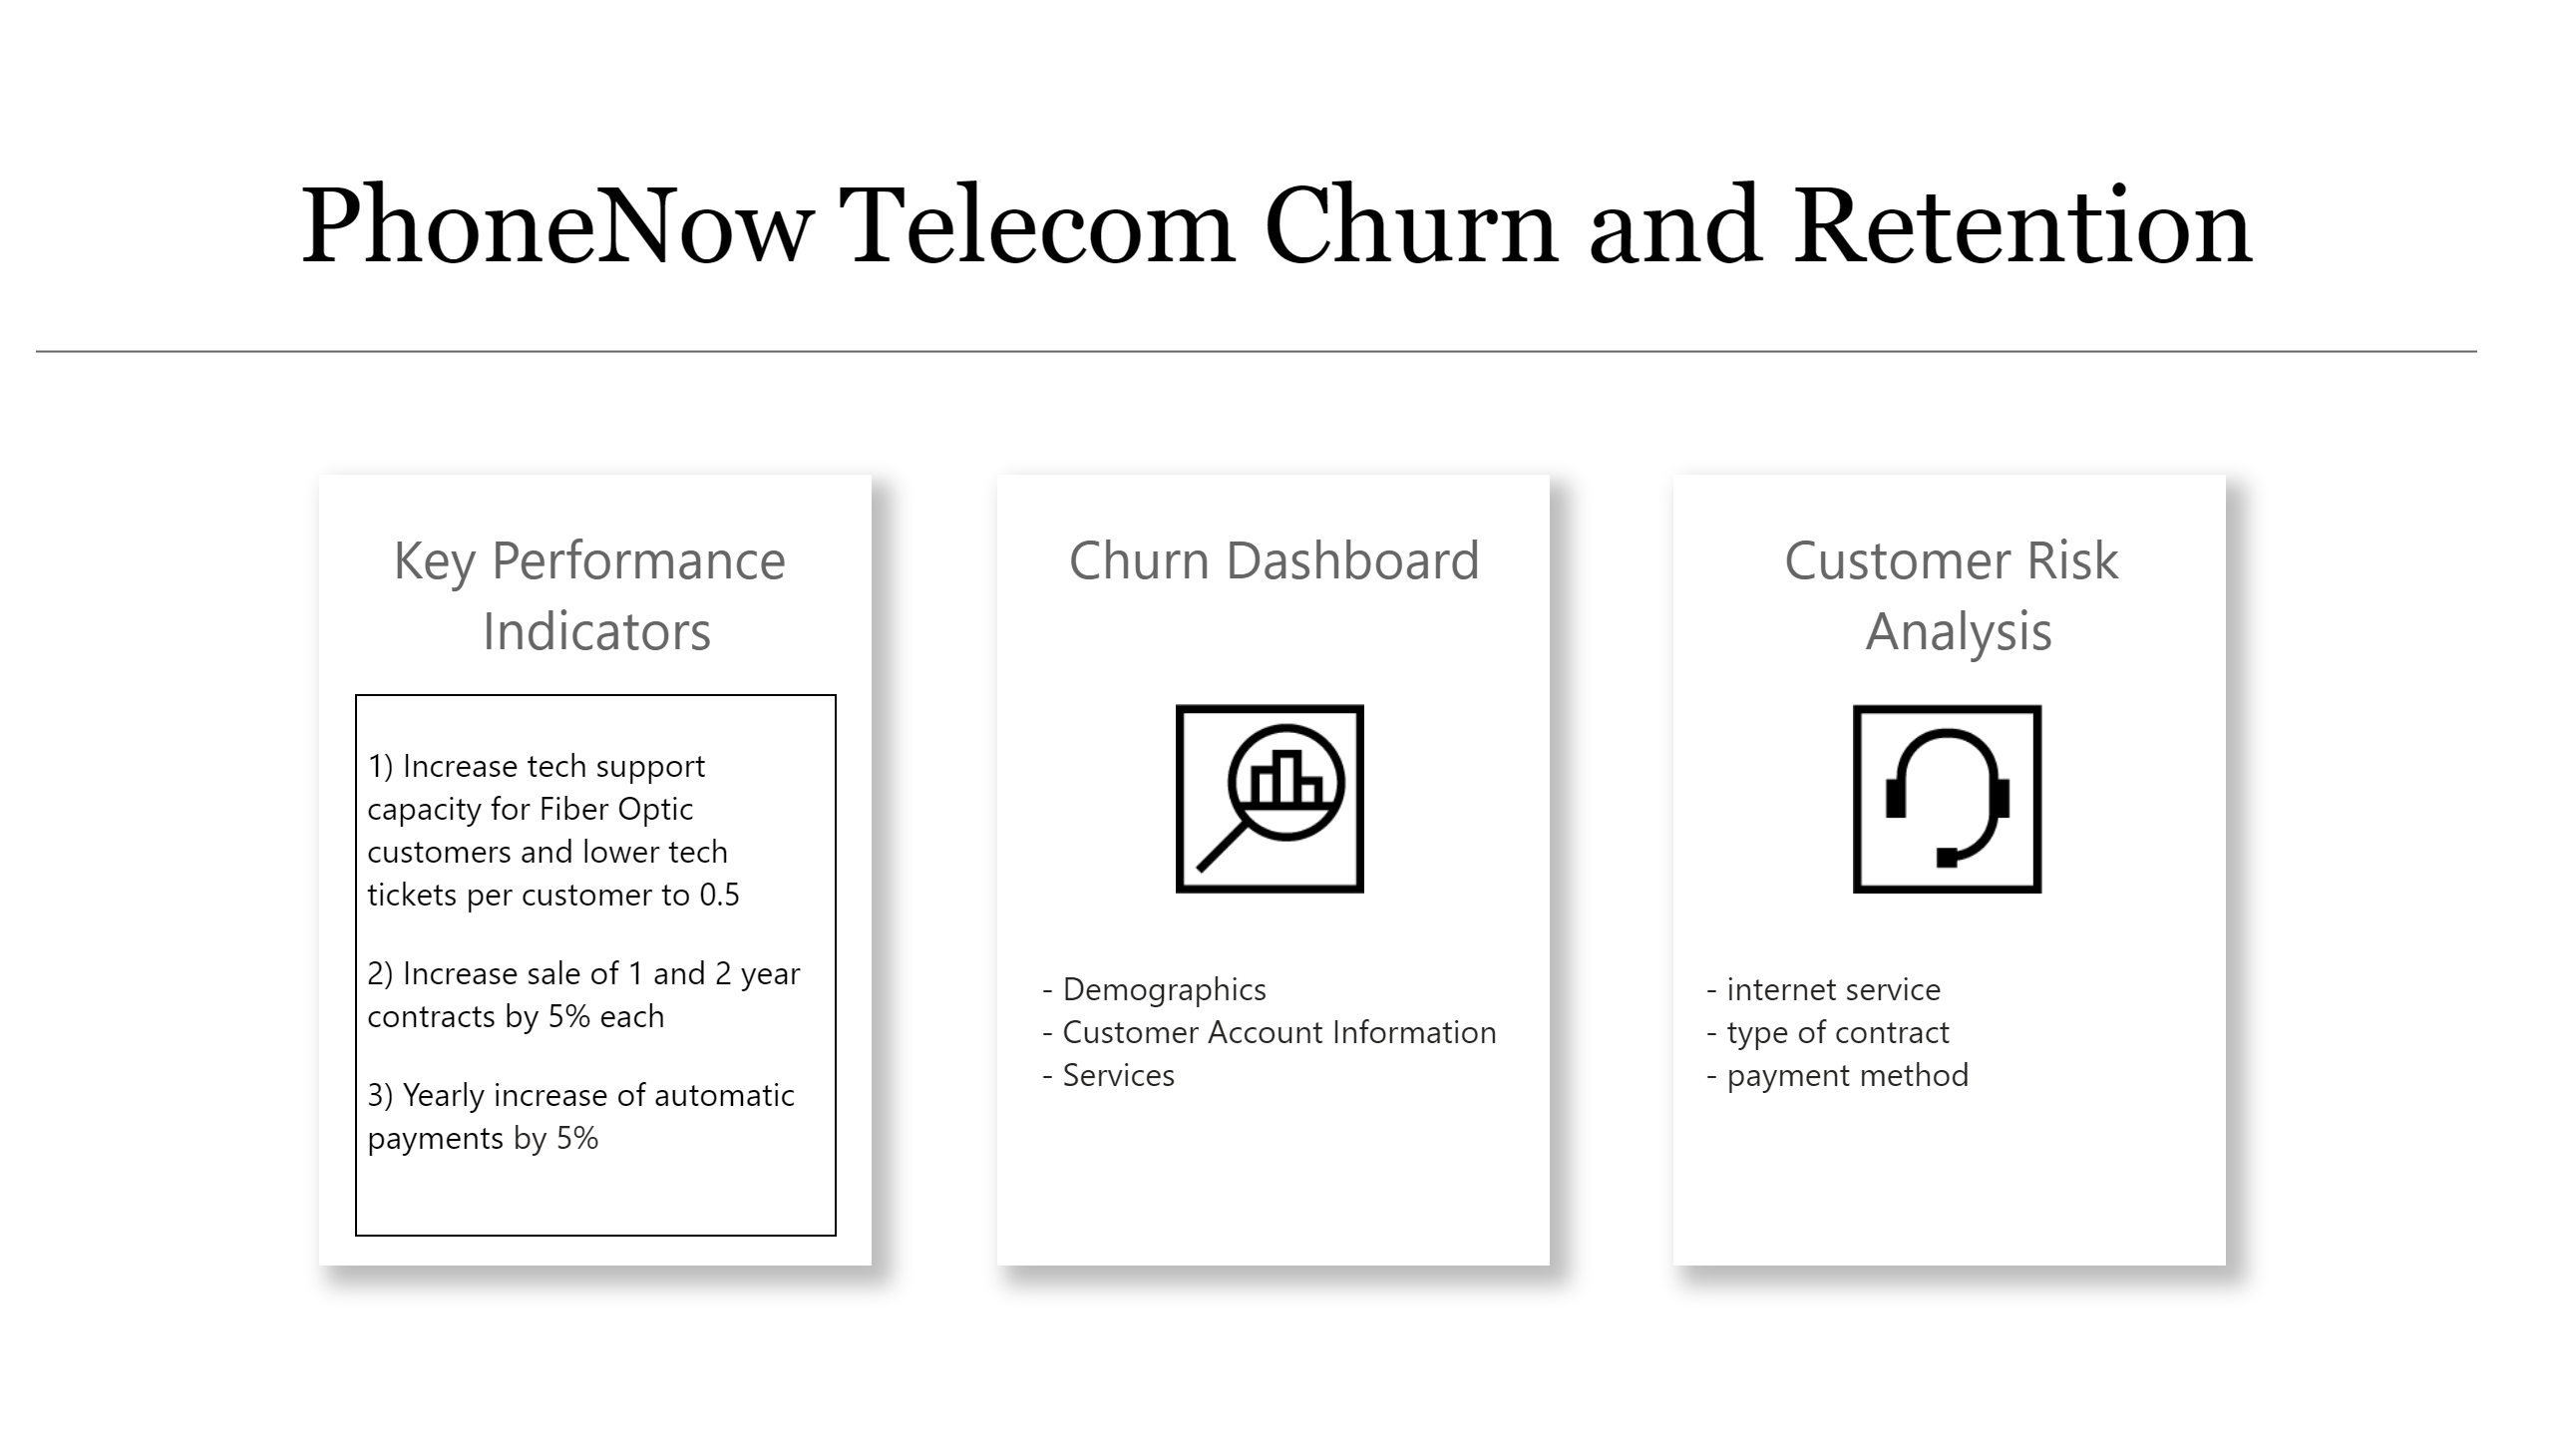 PhoneNow Telecom Churn and Retention
Key Performance
Indicators
1) Increase tech support
capacity for Fiber Optic
customers and lower tech
tickets per customer to 0.5
2) Increase sale of 1 and 2 year
contracts by 5% each
3) Yearly increase of automatic
payments by 5%
Churn Dashboard
- Demographics
- Customer Account Information
- Services
Customer Risk
Analysis
- internet service
- type of contract
- payment method